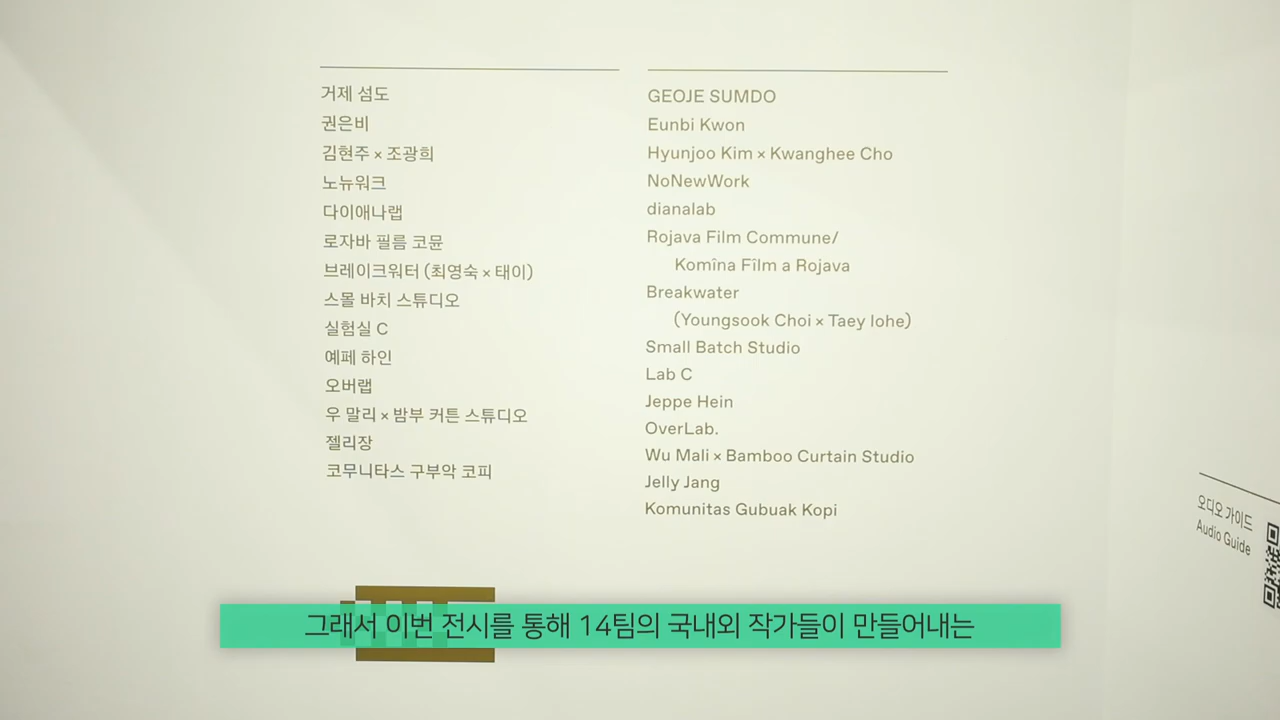 거제 섬도
권은비
김현주 × 조광희
노뉴워크
다이애나랩
로자바 필름 코뮨
브레이크워터 (최영숙 × 태이)
스몰 바치 스튜디오
실험실 C
예페 하인
오버랩
우 말리 × 밤부 커튼 스튜디오
젤리장
코무니타스 구부악 코피
GEOJE SUMDO
Eunbi Kwon
Hyunjoo Kim × Kwanghee Cho
NoNewWork
dianalab
Rojava Film Commune/
Komîna Fîlm a Rojava
Breakwater
(Youngsook Choi × Taey Iohe)
Small Batch Studio
Lab C
Jeppe Hein
OverLab.
Wu Mali × Bamboo Curtain Studio
Jelly Jang
Komunitas Gubuak Kopi
오디오 가이드
Audio Guide
그래서 이번 전시를 통해 14팀의 국내외 작가들이 만들어내는